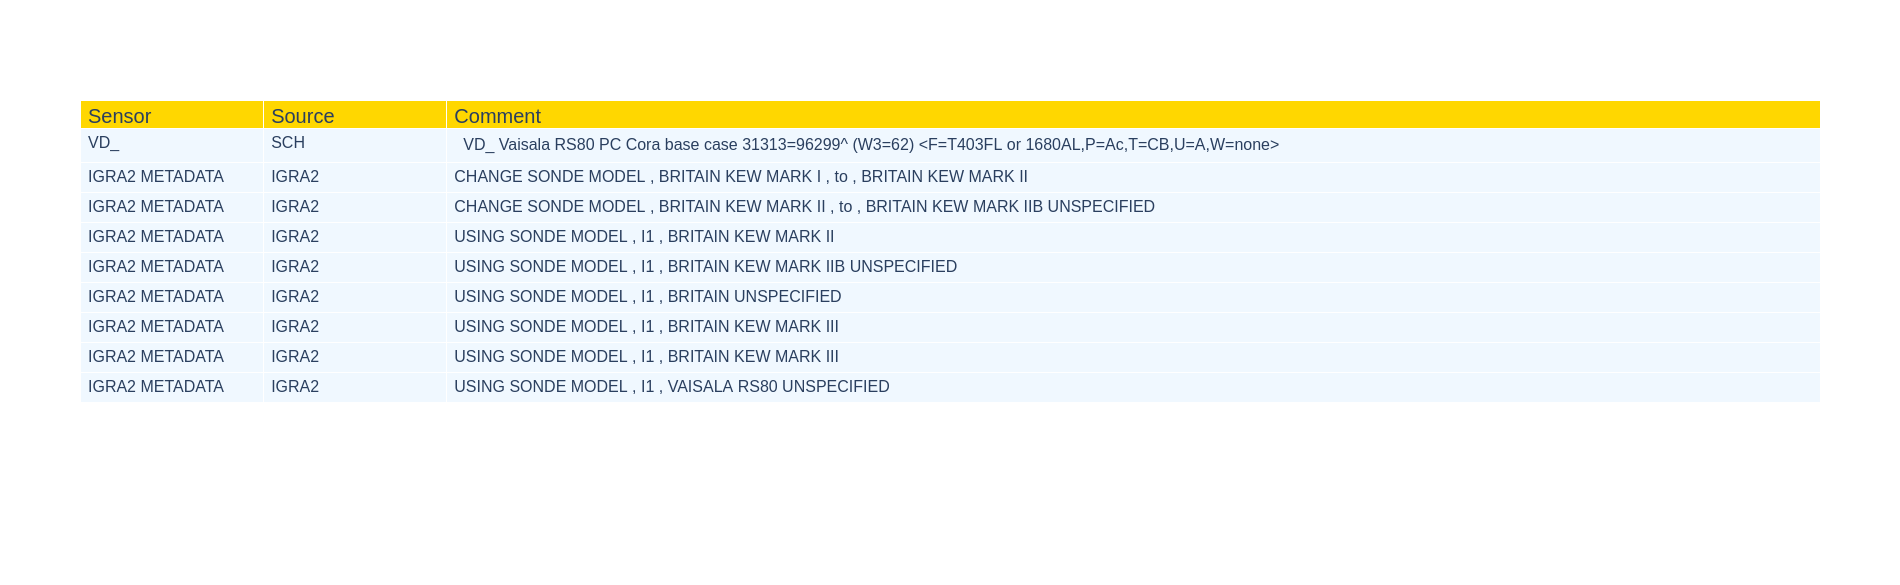 Sensor Source Comment
VD_ SCH VD_ Vaisala RS80 PC Cora base case 31313=96299^ (W3=62) <F=T403FL or 1680AL,P=Ac,T=CB,U=A,W=none>
IGRA2 METADATA IGRA2 CHANGE SONDE MODEL , BRITAIN KEW MARK I , to , BRITAIN KEW MARK II
IGRA2 METADATA IGRA2 CHANGE SONDE MODEL , BRITAIN KEW MARK II , to , BRITAIN KEW MARK IIB UNSPECIFIED
IGRA2 METADATA IGRA2 USING SONDE MODEL , I1 , BRITAIN KEW MARK II
IGRA2 METADATA IGRA2 USING SONDE MODEL , I1 , BRITAIN KEW MARK IIB UNSPECIFIED
IGRA2 METADATA IGRA2 USING SONDE MODEL , I1 , BRITAIN UNSPECIFIED
IGRA2 METADATA IGRA2 USING SONDE MODEL , I1 , BRITAIN KEW MARK III
IGRA2 METADATA IGRA2 USING SONDE MODEL , I1 , BRITAIN KEW MARK III
IGRA2 METADATA IGRA2 USING SONDE MODEL , I1 , VAISALA RS80 UNSPECIFIED